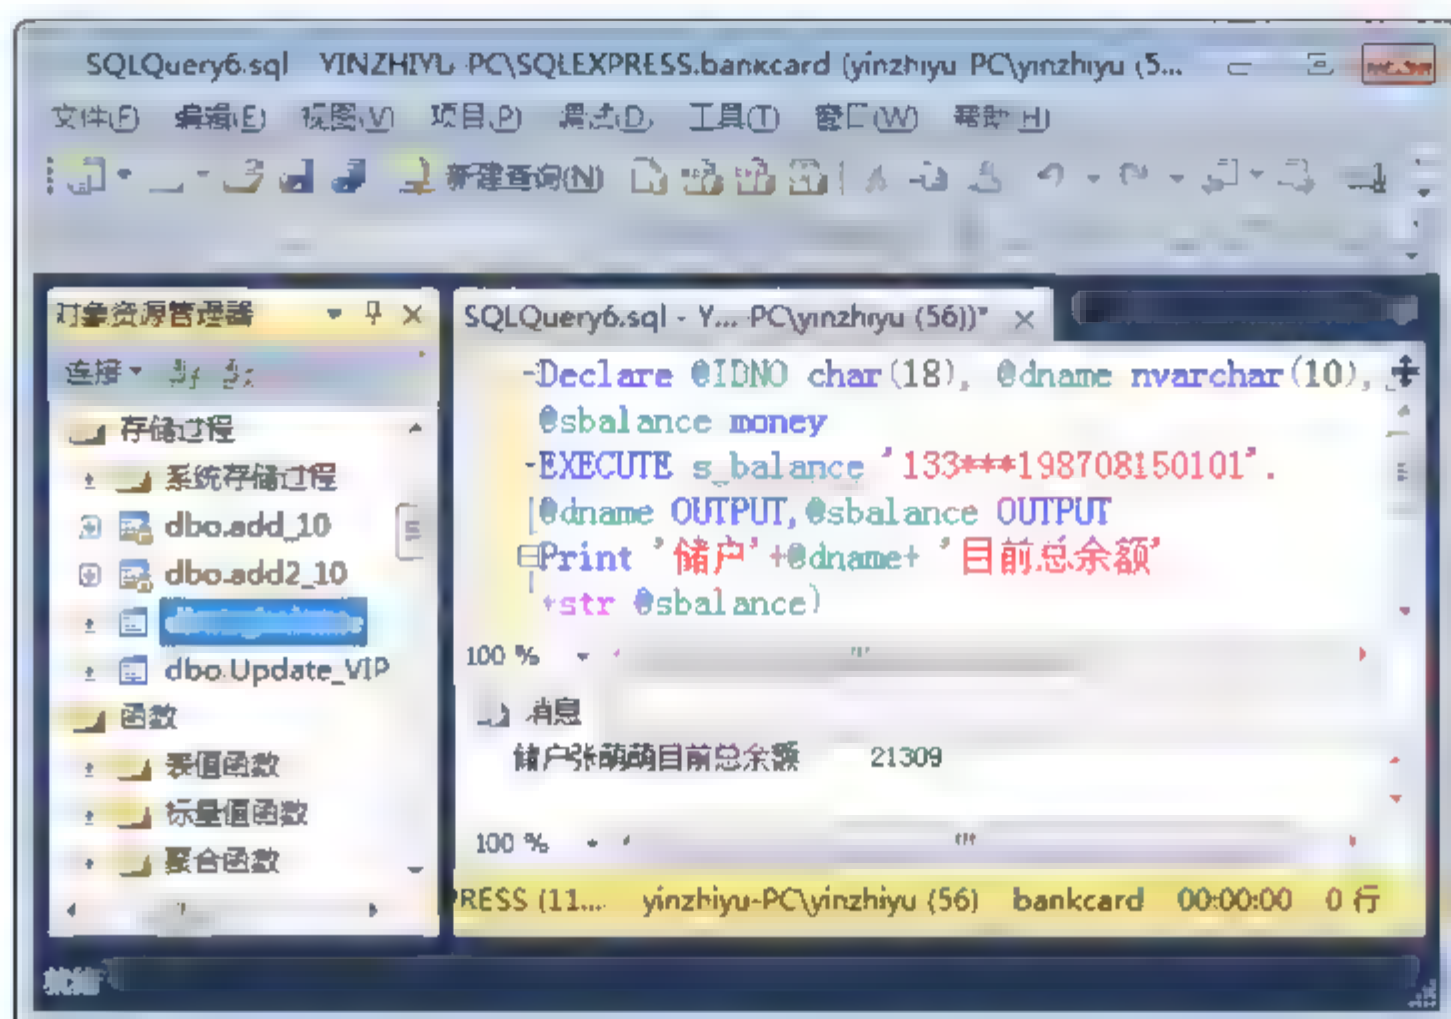 SQLQuery6.sql YINZHIYU-PC\SQLEXPRESS.bankcard (yinzhiyu-PC\yinzhiyu (5...
文件(F) 编辑(E) 视图(V) 项目(P) 调试(D) 工具(T) 窗口(W) 帮助(H)
新建查询(N)
对象资源管理器
连接
存储过程
系统存储过程
dbo.add_10
dbo.add2_10
dbo.Update_VIP
函数
表值函数
标量值函数
聚合函数
SQLQuery6.sql - Y... -PC\yinzhiyu (56))*
Declare @IDNO char(18), @dname nvarchar(10),
@sbalance money
EXECUTE s_balance '133***198708150101',
@dname OUTPUT,@sbalance OUTPUT
Print '储户'+@dname+ '目前总余额'
+str @sbalance)
100 %
消息
储户张萌萌目前总余额 21309
100 %
PRESS (11... yinzhiyu-PC\yinzhiyu (56) bankcard 00:00:00 0 行